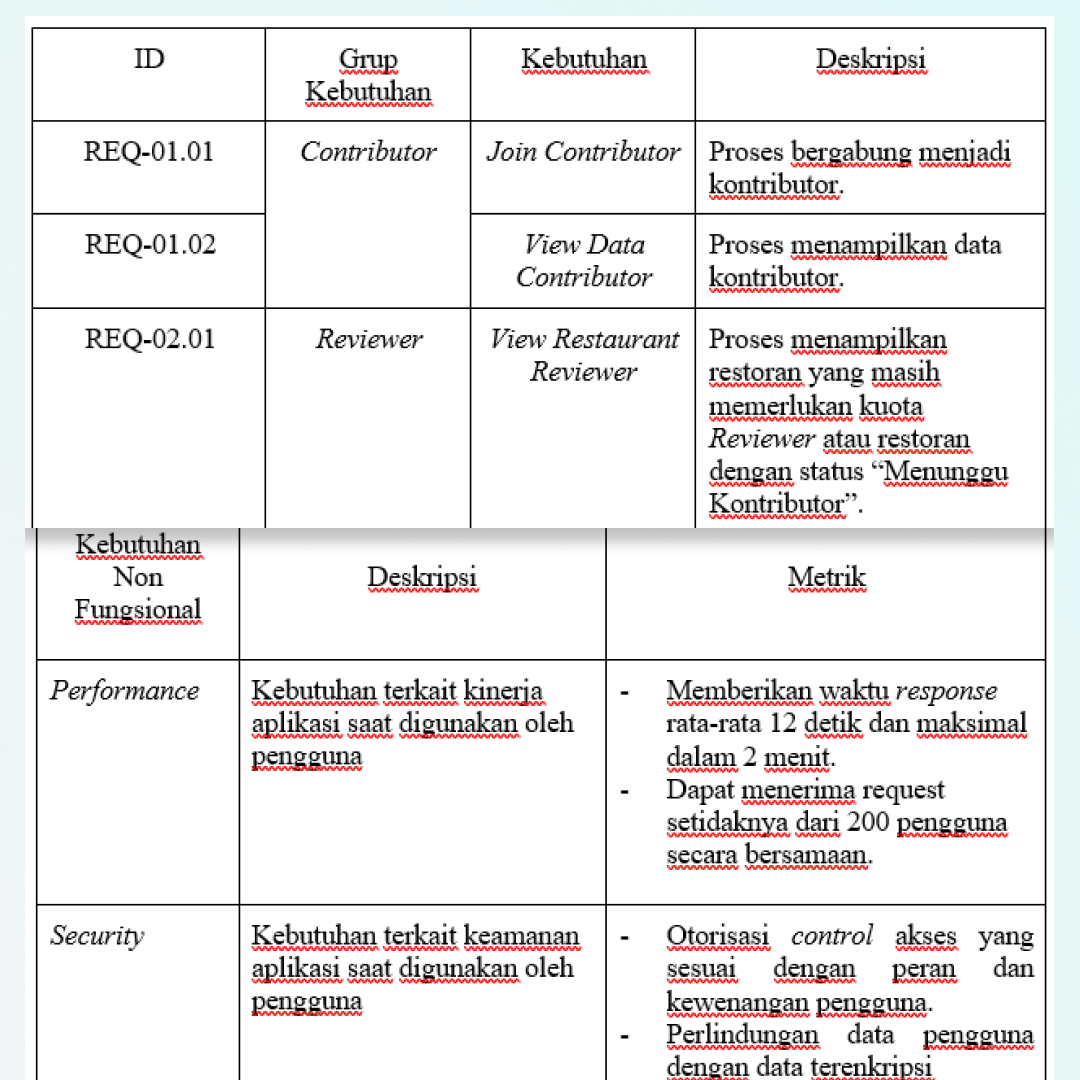 ID
Grup
Kebutuhan
Kebutuhan
Deskripsi
REQ-01.01
Contributor
Join Contributor
Proses bergabung menjadi
kontributor.
REQ-01.02
View Data
Contributor
Proses menampilkan data
kontributor.
REQ-02.01
Reviewer
View Restaurant
Reviewer
Proses menampilkan
restoran yang masih
memerlukan kuota
Reviewer atau restoran
dengan status “Menunggu
Kontributor”.
Kebutuhan
Non
Fungsional
Deskripsi
Metrik
Performance
Kebutuhan terkait kinerja
aplikasi saat digunakan oleh
pengguna
- Memberikan waktu response
rata-rata 12 detik dan maksimal
dalam 2 menit.
- Dapat menerima request
setidaknya dari 200 pengguna
secara bersamaan.
Security
Kebutuhan terkait keamanan
aplikasi saat digunakan oleh
pengguna
- Otorisasi control akses yang
sesuai dengan peran dan
kewenangan pengguna.
- Perlindungan data pengguna
dengan data terenkripsi